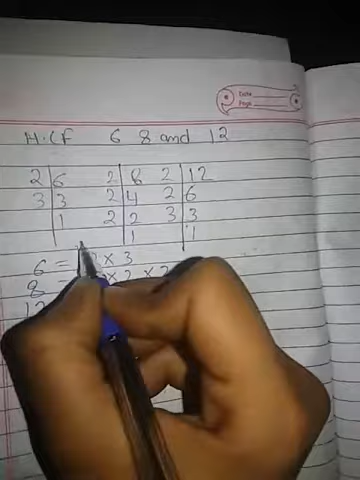 Date
Page
H.CF 6 8 and 12
2 6 2 8 2 12
3 3 2 4 2 6
1 2 2 3 3
1 1
6 = 2 × 3
8 × 2 × 2
12